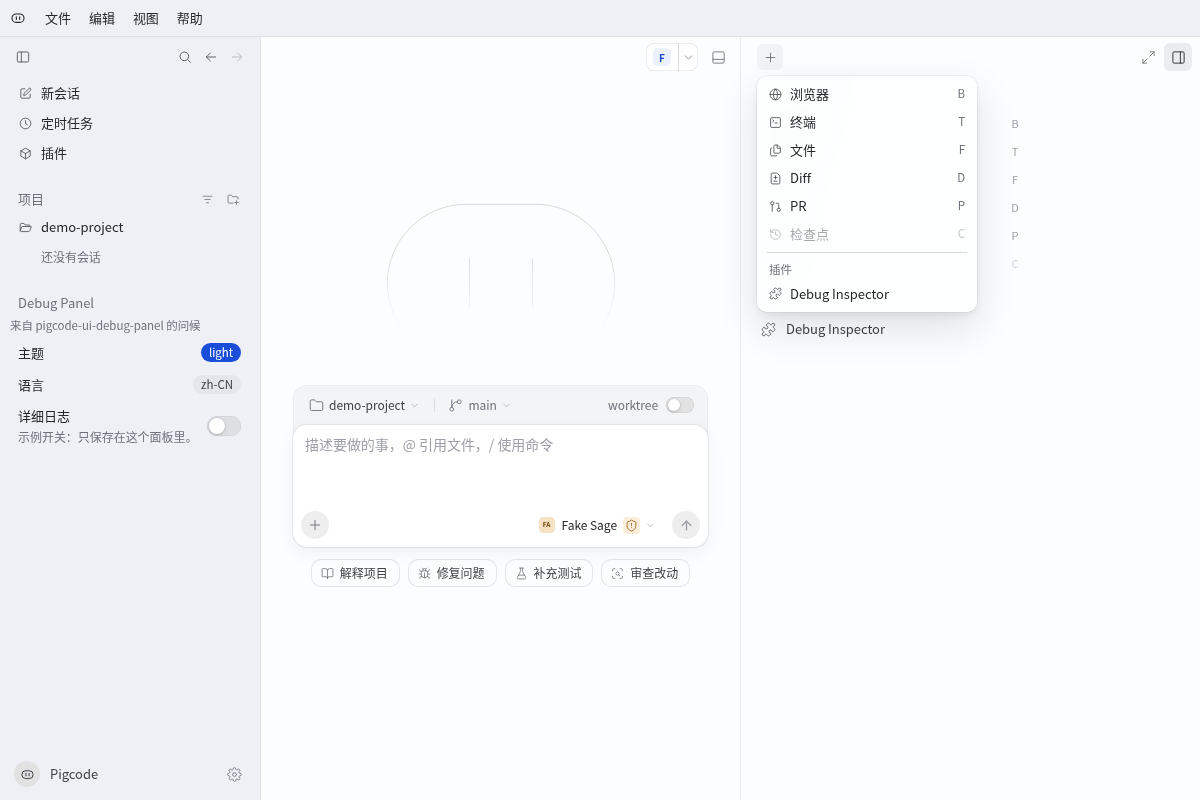 文件 编辑 视图 帮助
新会话
定时任务
插件
项目
demo-project
还没有会话
Debug Panel
来自 pigcode-ui-debug-panel 的问候
主题 light
语言 zh-CN
详细日志
示例开关：只保存在这个面板里。
Pigcode
F
demo-project main worktree
描述要做的事，@ 引用文件，/ 使用命令
FA Fake Sage
解释项目 修复问题 补充测试 审查改动
浏览器 B
终端 T
文件 F
Diff D
PR P
检查点 C
插件
Debug Inspector
B
T
F
D
P
C
Debug Inspector